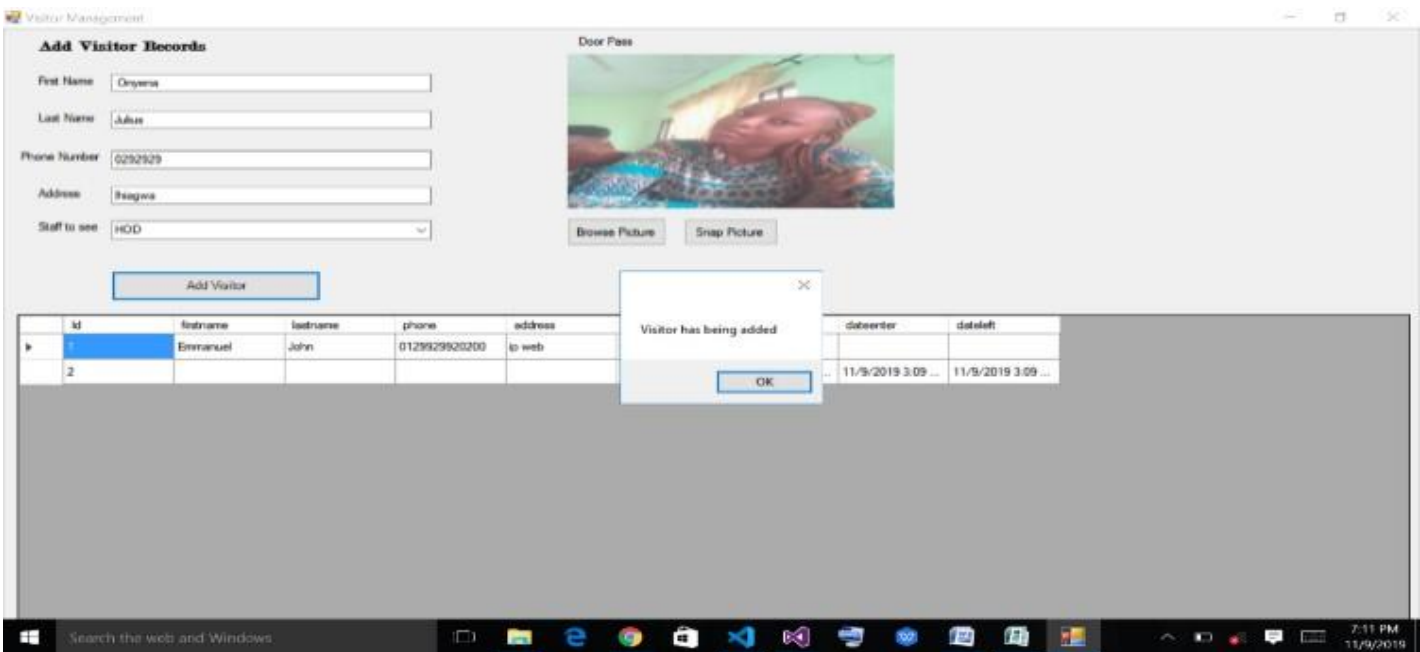 Visitor Management
Add Visitor Records
Door Pass
First Name Onyema
Last Name Julius
Phone Number 0292929
Address Ihiagwa
Staff to see HOD
Browse Picture Snap Picture
Add Visitor
Id firstname lastname phone address dateenter dateleft
1 Emmanuel John 0129929920200 ip web
2 11/9/2019 3:09 ... 11/9/2019 3:09 ...
Visitor has being added
OK
Search the web and Windows
7:11 PM
11/9/2019